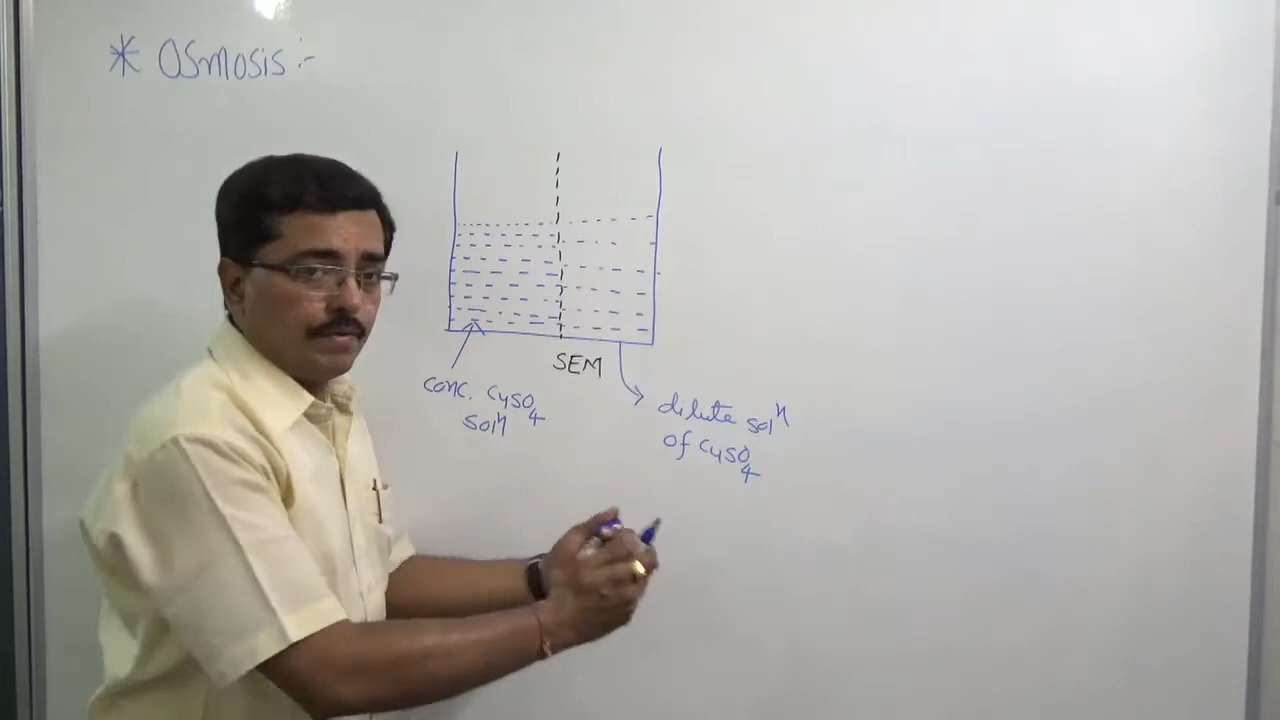 * Osmosis :-
SEM
conc. CuSO4
solⁿ
dilute solⁿ
of CuSO4